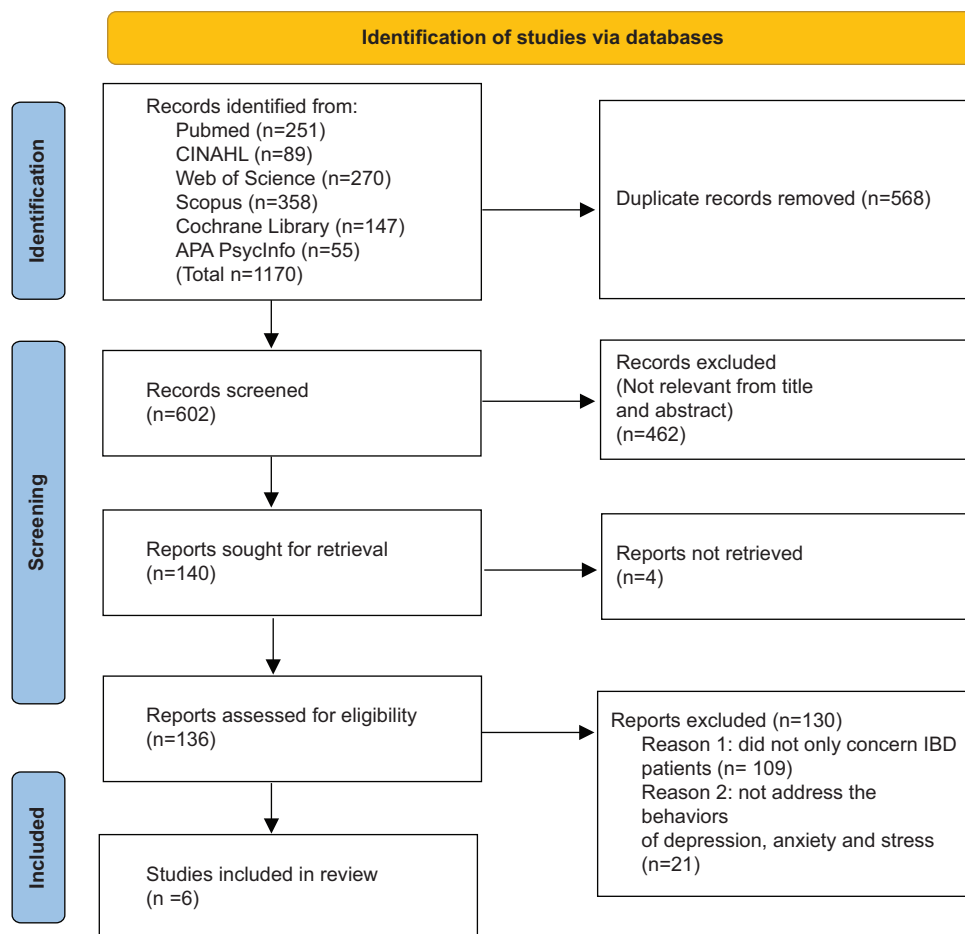 Identification of studies via databases
Identification
Records identified from:
Pubmed (n=251)
CINAHL (n=89)
Web of Science (n=270)
Scopus (n=358)
Cochrane Library (n=147)
APA PsycInfo (n=55)
(Total n=1170)
Duplicate records removed (n=568)
Screening
Records screened
(n=602)
Records excluded
(Not relevant from title
and abstract)
(n=462)
Reports sought for retrieval
(n=140)
Reports not retrieved
(n=4)
Reports assessed for eligibility
(n=136)
Reports excluded (n=130)
Reason 1: did not only concern IBD
patients (n= 109)
Reason 2: not address the
behaviors
of depression, anxiety and stress
(n=21)
Included
Studies included in review
(n =6)